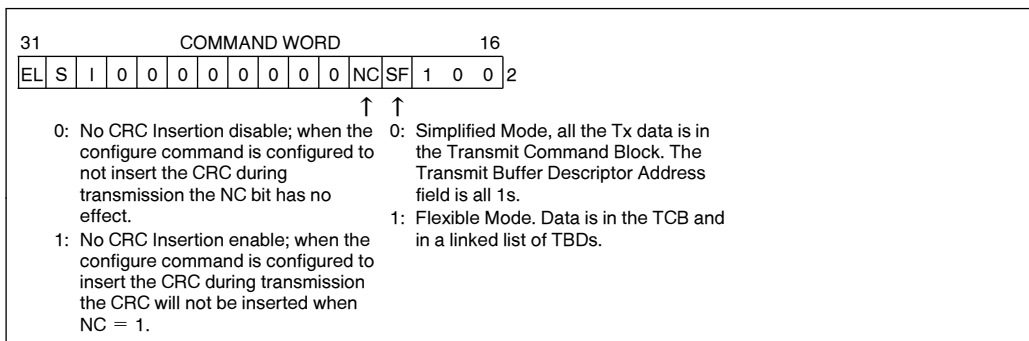 31 COMMAND WORD 16
EL S I 0 0 0 0 0 0 0 0 NC SF 1 0 0 2
↑ ↑
0: No CRC Insertion disable; when the
configure command is configured to
not insert the CRC during
transmission the NC bit has no
effect.
1: No CRC Insertion enable; when the
configure command is configured to
insert the CRC during transmission
the CRC will not be inserted when
NC = 1.
0: Simplified Mode, all the Tx data is in
the Transmit Command Block. The
Transmit Buffer Descriptor Address
field is all 1s.
1: Flexible Mode. Data is in the TCB and
in a linked list of TBDs.